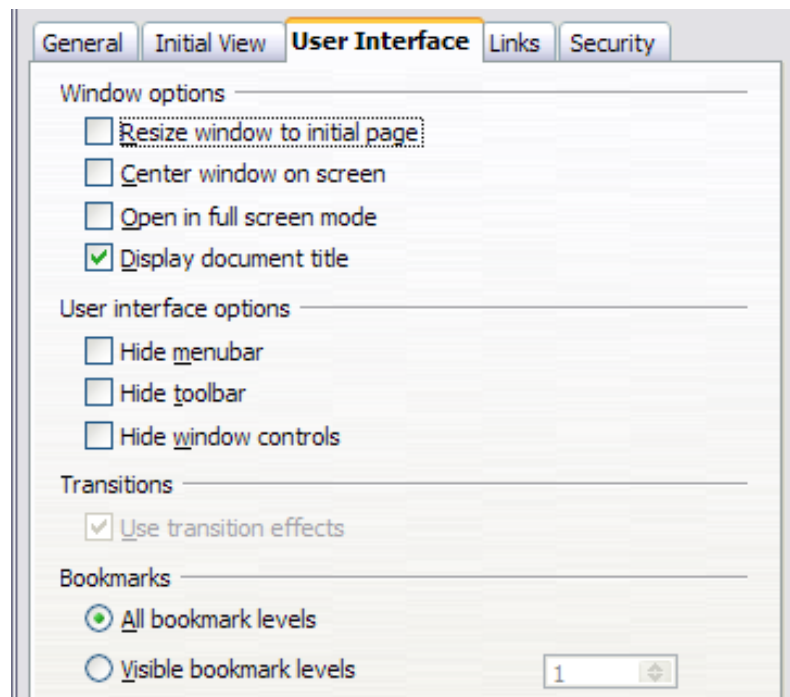 General Initial View User Interface Links Security
Window options
Resize window to initial page
Center window on screen
Open in full screen mode
Display document title
User interface options
Hide menubar
Hide toolbar
Hide window controls
Transitions
Use transition effects
Bookmarks
All bookmark levels
Visible bookmark levels 1